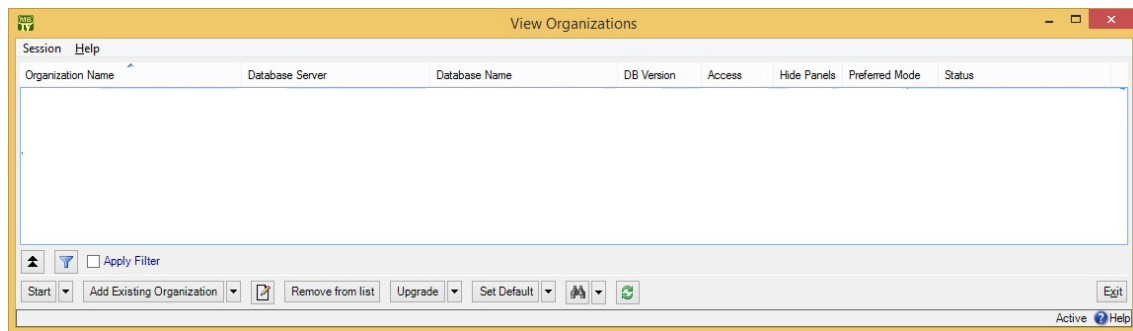 View Organizations
Session Help
Organization Name Database Server Database Name DB Version Access Hide Panels Preferred Mode Status
Apply Filter
Start Add Existing Organization Remove from list Upgrade Set Default Exit
Active Help